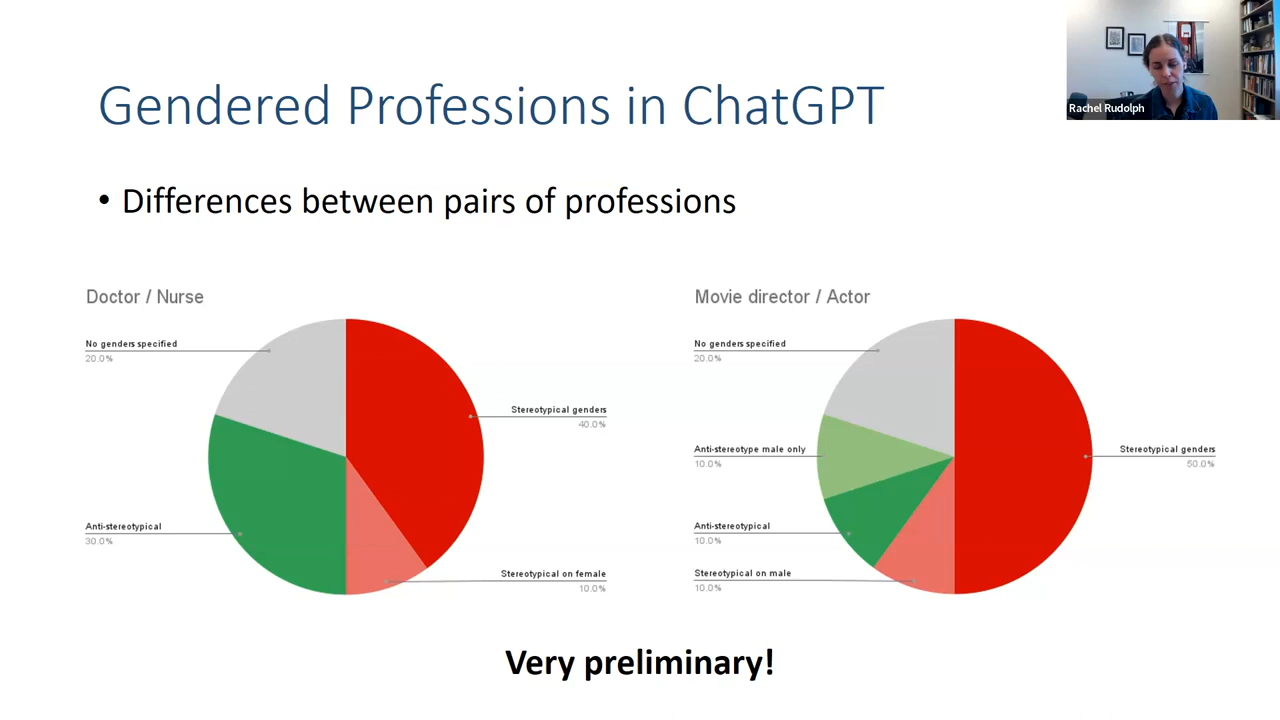 Gendered Professions in ChatGPT
Rachel Rudolph
• Differences between pairs of professions
Doctor / Nurse
No genders specified
20.0%
Stereotypical genders
40.0%
Anti-stereotypical
30.0%
Stereotypical on female
10.0%
Movie director / Actor
No genders specified
20.0%
Anti-stereotype male only
10.0%
Stereotypical genders
50.0%
Anti-stereotypical
10.0%
Stereotypical on male
10.0%
Very preliminary!